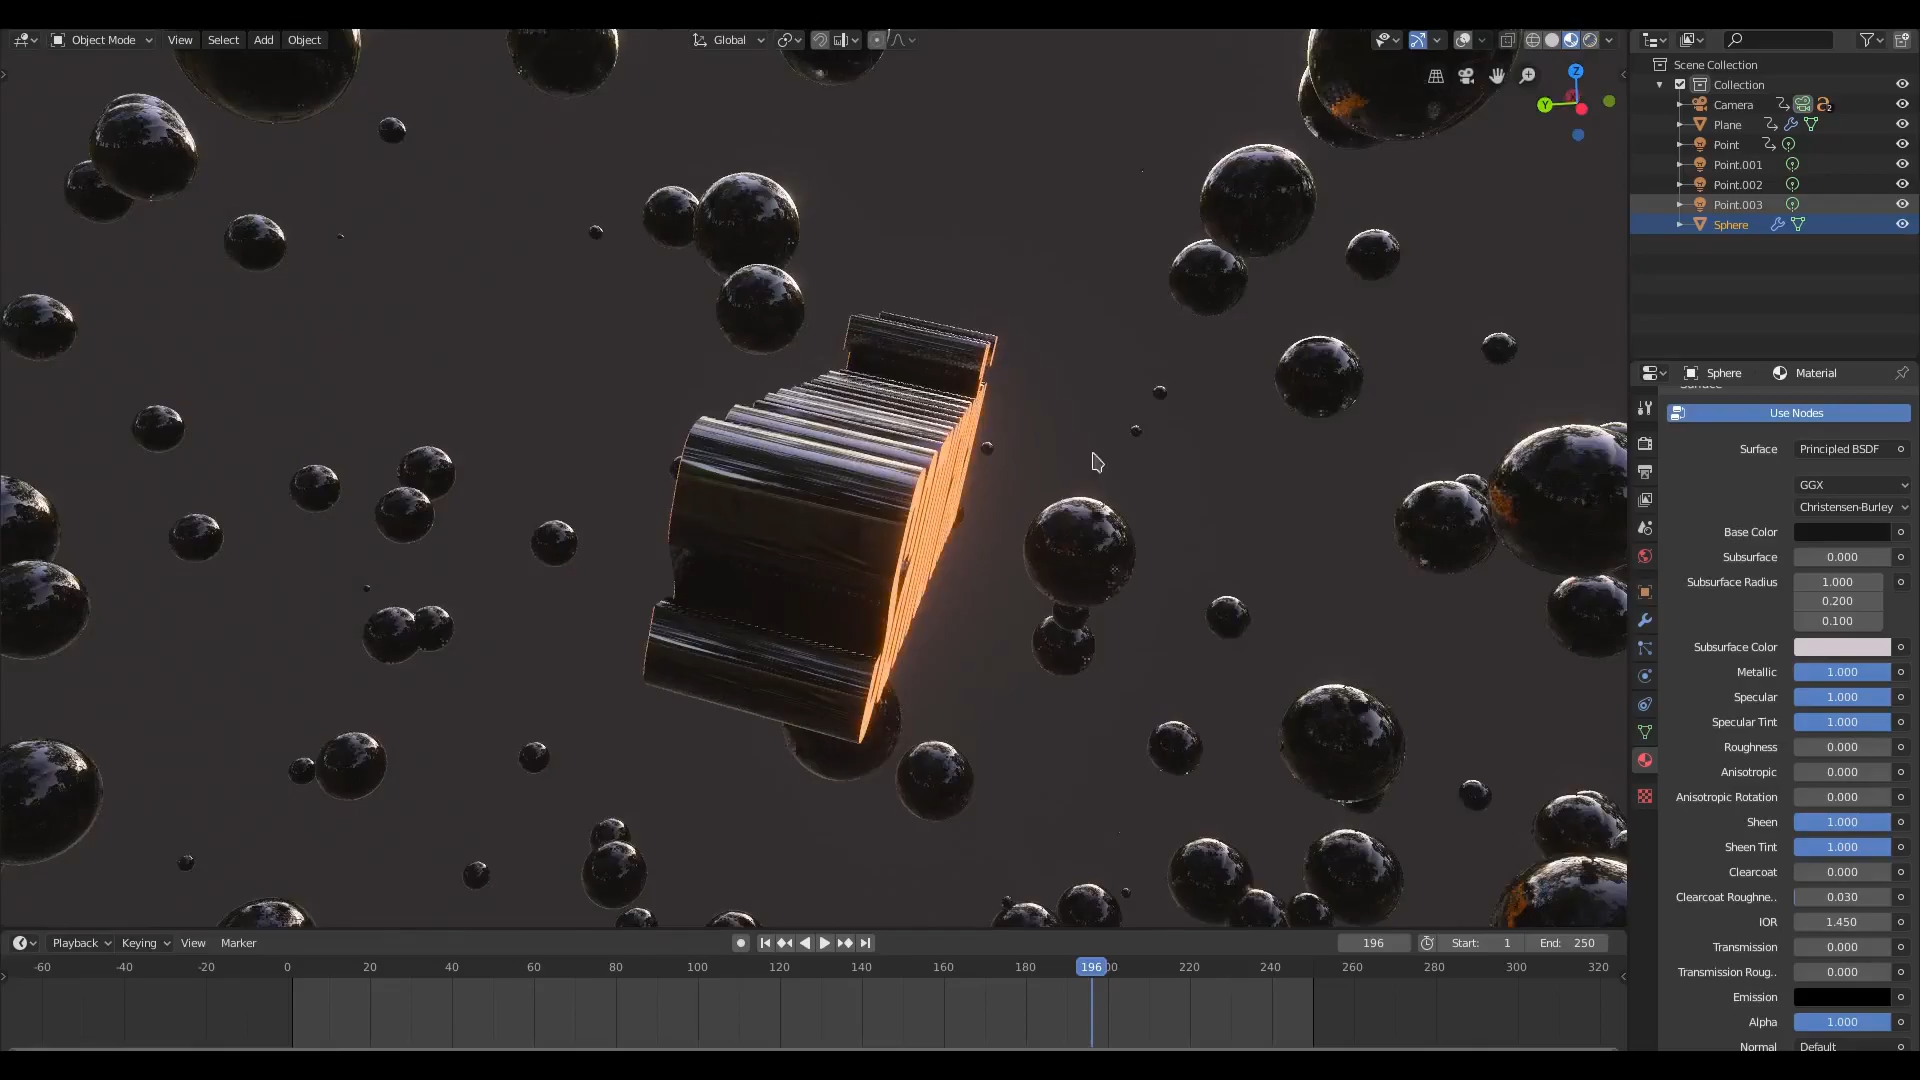 Object Mode View Select Add Object Global
Z
Y
Scene Collection
Collection
Camera
2
Plane
Point
Point.001
Point.002
Point.003
Sphere
Sphere Material
Use Nodes
Surface Principled BSDF
GGX
Christensen-Burley
Base Color
Subsurface 0.000
Subsurface Radius 1.000
0.200
0.100
Subsurface Color
Metallic 1.000
Specular 1.000
Specular Tint 1.000
Roughness 0.000
Anisotropic 0.000
Anisotropic Rotation 0.000
Sheen 1.000
Sheen Tint 1.000
Clearcoat 0.000
Clearcoat Roughne.. 0.030
IOR 1.450
Transmission 0.000
Transmission Roug.. 0.000
Emission
Alpha 1.000
Normal Default
Playback Keying View Marker 196 Start: 1 End: 250
-60 -40 -20 0 20 40 60 80 100 120 140 160 180 196 220 240 260 280 300 320